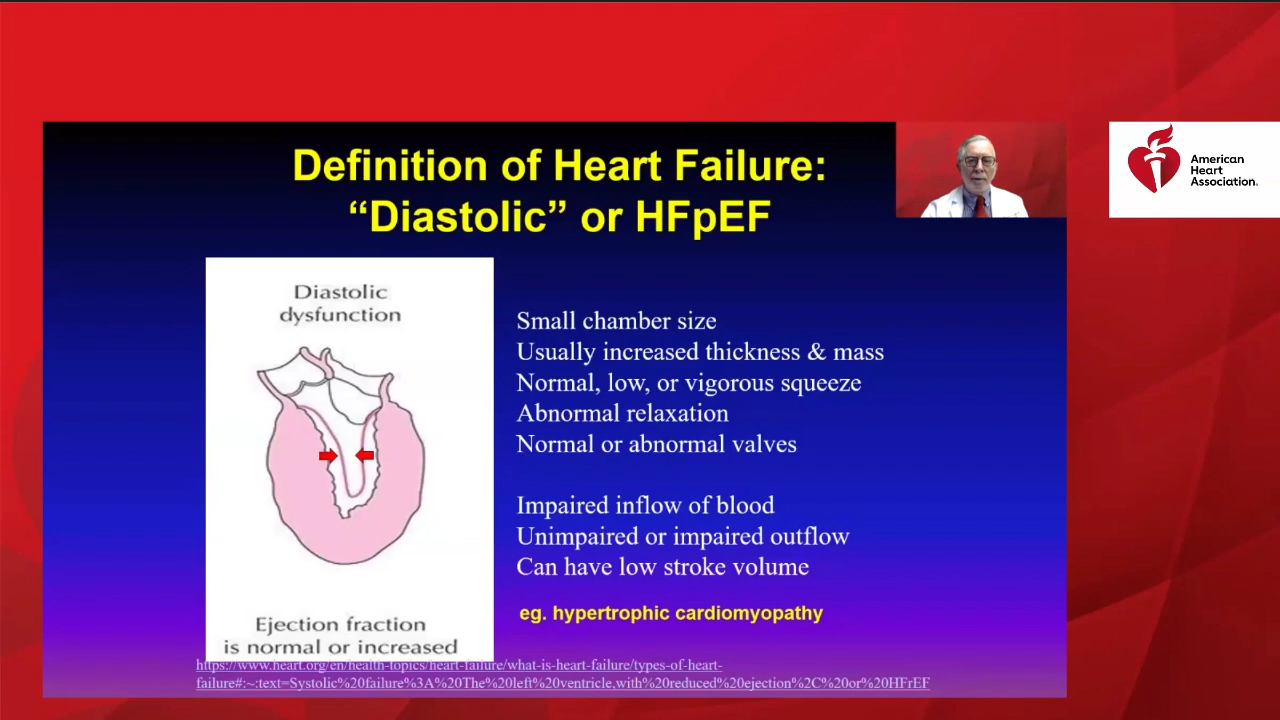 Definition of Heart Failure:
“Diastolic” or HFpEF
American
Heart
Association.
Diastolic
dysfunction
Ejection fraction
is normal or increased
Small chamber size
Usually increased thickness & mass
Normal, low, or vigorous squeeze
Abnormal relaxation
Normal or abnormal valves
Impaired inflow of blood
Unimpaired or impaired outflow
Can have low stroke volume
eg. hypertrophic cardiomyopathy
https://www.heart.org/en/health-topics/heart-failure/what-is-heart-failure/types-of-heart-
failure#:~:text=Systolic%20failure%3A%20The%20left%20ventricle,with%20reduced%20ejection%2C%20or%20HFrEF